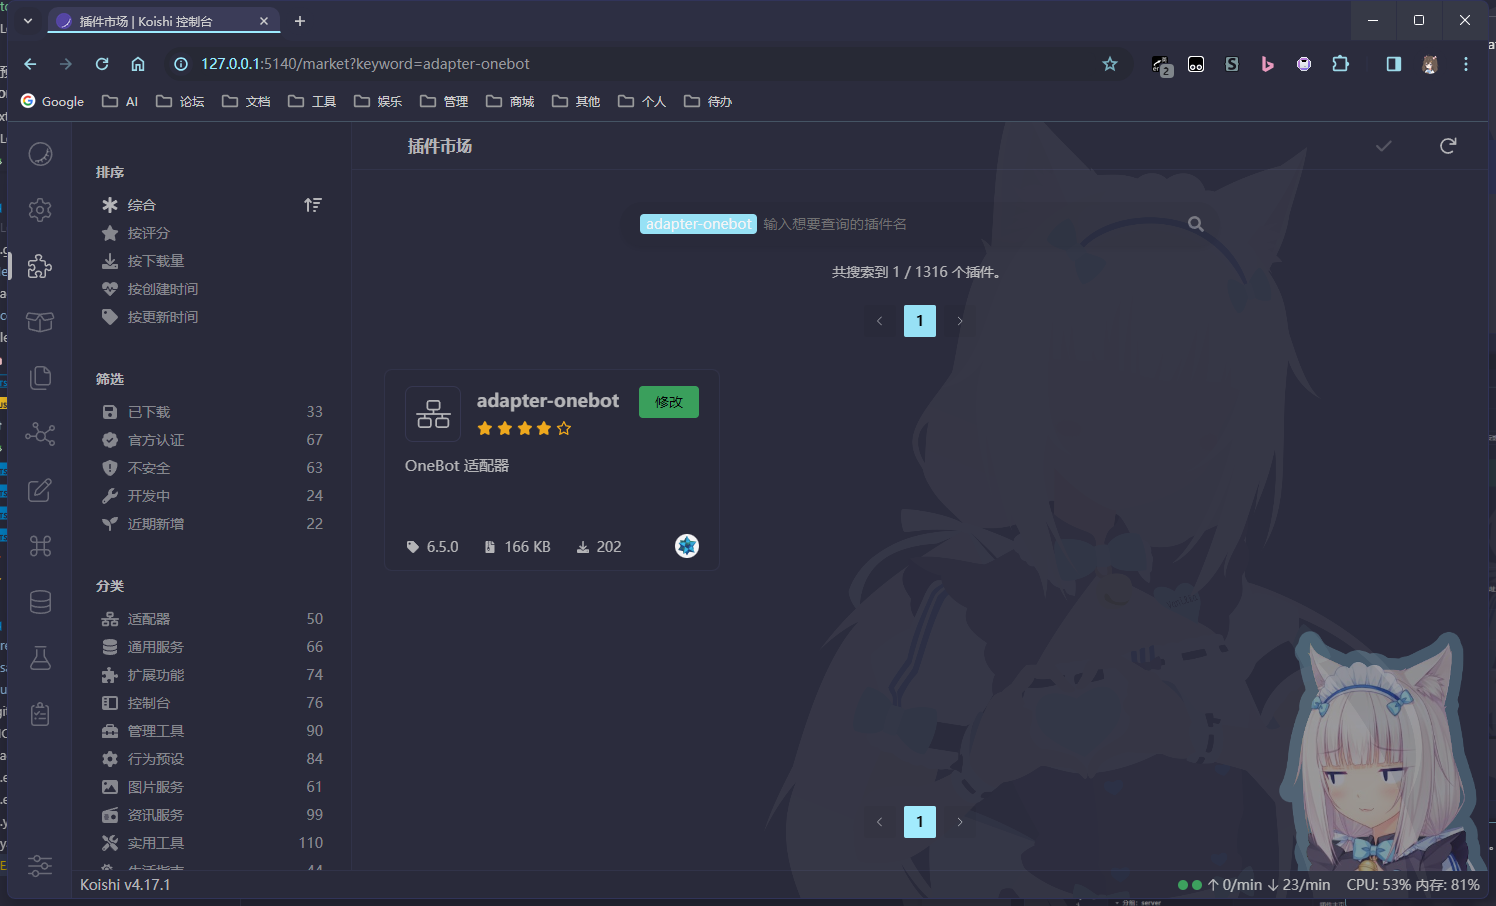 插件市场 | Koishi 控制台
127.0.0.1:5140/market?keyword=adapter-onebot
2
Google
AI
论坛
文档
工具
娱乐
管理
商城
其他
个人
待办
排序
综合
按评分
按下载量
按创建时间
按更新时间
筛选
已下载 33
官方认证 67
不安全 63
开发中 24
近期新增 22
分类
适配器 50
通用服务 66
扩展功能 74
控制台 76
管理工具 90
行为预设 84
图片服务 61
资讯服务 99
实用工具 110
插件市场
adapter-onebot 输入想要查询的插件名
共搜索到 1 / 1316 个插件。
1
adapter-onebot
修改
OneBot 适配器
6.5.0 166 KB 202
1
Koishi v4.17.1
0/min 23/min CPU: 53% 内存: 81%